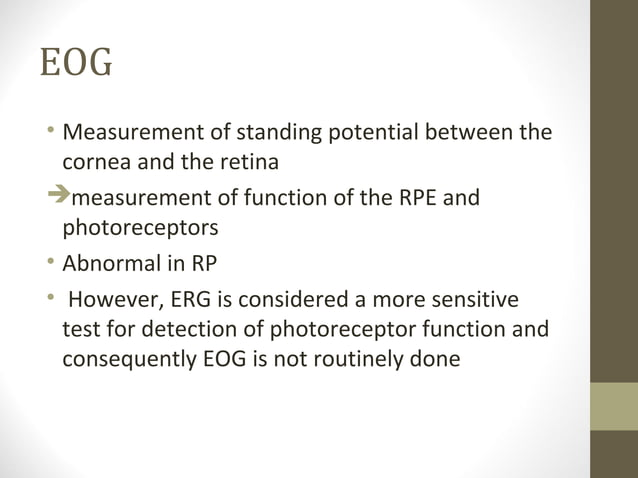 EOG
• Measurement of standing potential between the
cornea and the retina
➔measurement of function of the RPE and
photoreceptors
• Abnormal in RP
• However, ERG is considered a more sensitive
test for detection of photoreceptor function and
consequently EOG is not routinely done